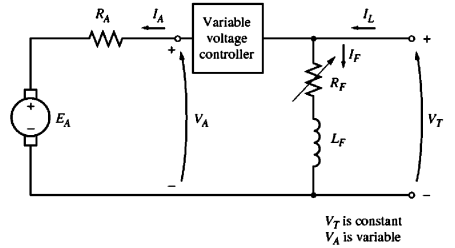 R_A
I_A
Variable
voltage
controller
I_L
+
+
I_F
R_F
+
E_A
V_A
V_T
–
L_F
–
–
V_T is constant
V_A is variable